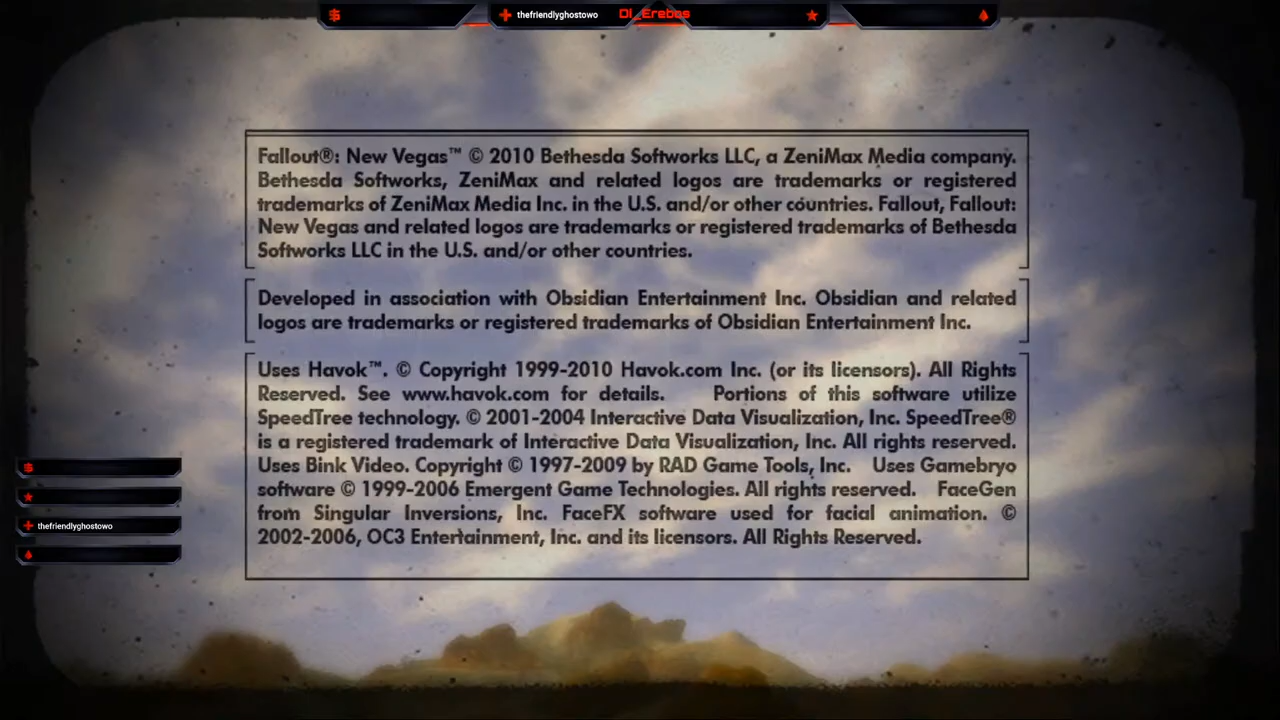 thefriendlyghostowo
DI_Erebos
Fallout®: New Vegas™ © 2010 Bethesda Softworks LLC, a ZeniMax Media company.
Bethesda Softworks, ZeniMax and related logos are trademarks or registered
trademarks of ZeniMax Media Inc. in the U.S. and/or other countries. Fallout, Fallout:
New Vegas and related logos are trademarks or registered trademarks of Bethesda
Softworks LLC in the U.S. and/or other countries.
Developed in association with Obsidian Entertainment Inc. Obsidian and related
logos are trademarks or registered trademarks of Obsidian Entertainment Inc.
Uses Havok™. © Copyright 1999-2010 Havok.com Inc. (or its licensors). All Rights
Reserved. See www.havok.com for details. Portions of this software utilize
SpeedTree technology. © 2001-2004 Interactive Data Visualization, Inc. SpeedTree®
is a registered trademark of Interactive Data Visualization, Inc. All rights reserved.
Uses Bink Video. Copyright © 1997-2009 by RAD Game Tools, Inc. Uses Gamebryo
software © 1999-2006 Emergent Game Technologies. All rights reserved. FaceGen
from Singular Inversions, Inc. FaceFX software used for facial animation. ©
2002-2006, OC3 Entertainment, Inc. and its licensors. All Rights Reserved.
thefriendlyghostowo